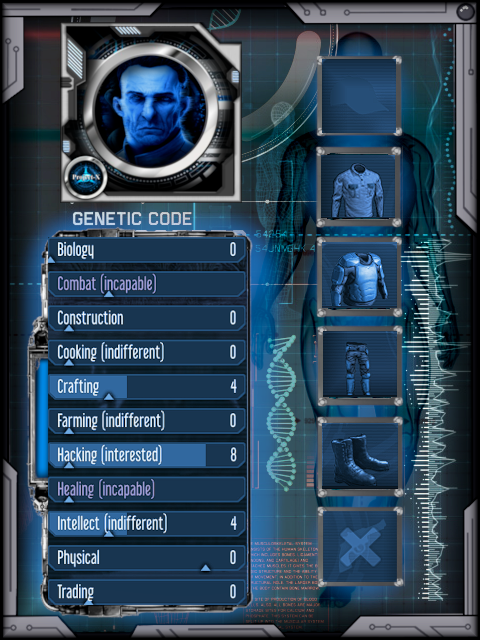 Project-X
GENETIC CODE
Biology 0
Combat (incapable)
Construction 0
Cooking (indifferent) 0
Crafting 4
Farming (indifferent) 0
Hacking (interested) 8
Healing (incapable)
Intellect (indifferent) 4
Physical 0
Trading 0